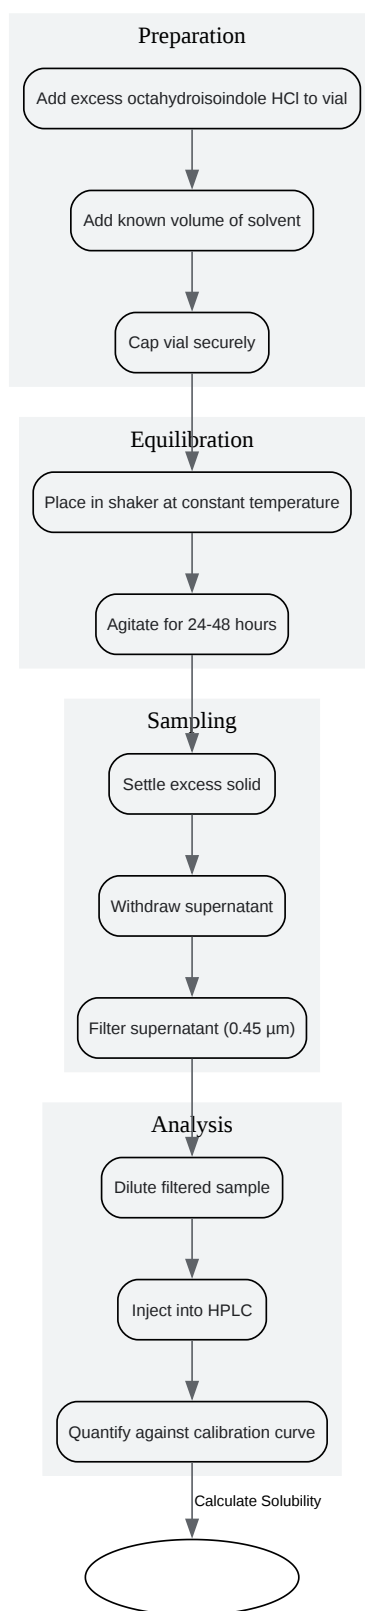 Preparation
Add excess octahydroisoindole HCl to vial
Add known volume of solvent
Cap vial securely
Equilibration
Place in shaker at constant temperature
Agitate for 24-48 hours
Sampling
Settle excess solid
Withdraw supernatant
Filter supernatant (0.45 µm)
Analysis
Dilute filtered sample
Inject into HPLC
Quantify against calibration curve
Calculate Solubility